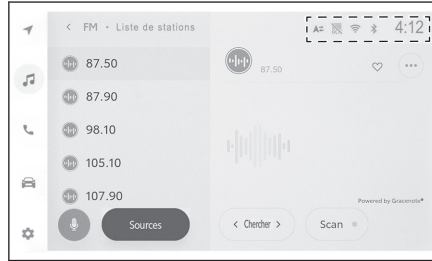 < FM • Liste de stations
A= 4:12
87.50
87.90
98.10
105.10
107.90
87.50
Powered by Gracenote®
Sources
< Chercher >
Scan